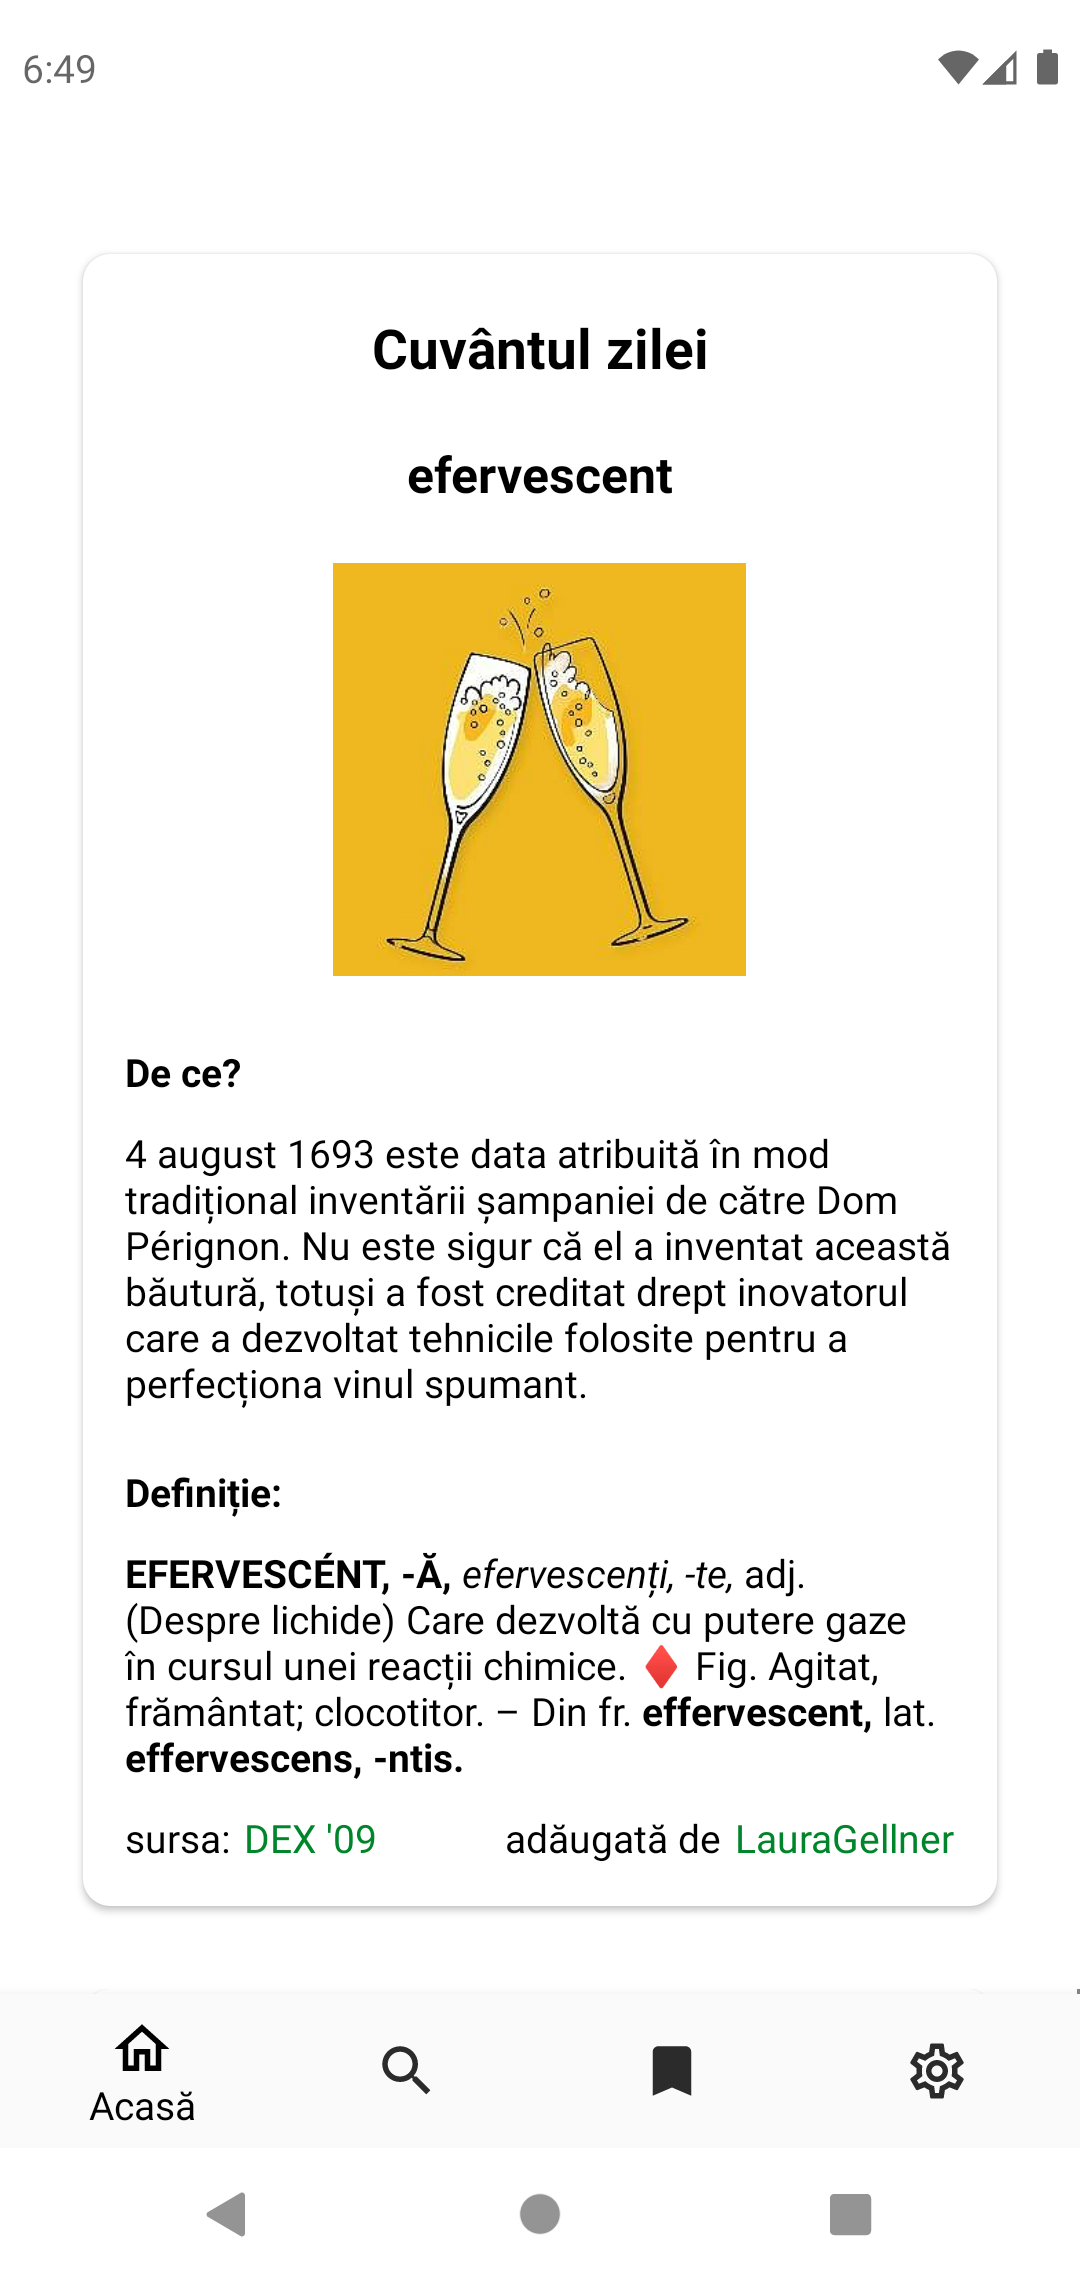 6:49
Cuvântul zilei
efervescent
De ce?
4 august 1693 este data atribuită în mod
tradițional inventării șampaniei de către Dom
Pérignon. Nu este sigur că el a inventat această
băutură, totuși a fost creditat drept inovatorul
care a dezvoltat tehnicile folosite pentru a
perfecționa vinul spumant.
Definiție:
EFERVESCÉNT, -Ă, efervescenți, -te, adj.
(Despre lichide) Care dezvoltă cu putere gaze
în cursul unei reacții chimice. ♦ Fig. Agitat,
frământat; clocotitor. – Din fr. effervescent, lat.
effervescens, -ntis.
sursa: DEX '09 adăugată de LauraGellner
Acasă